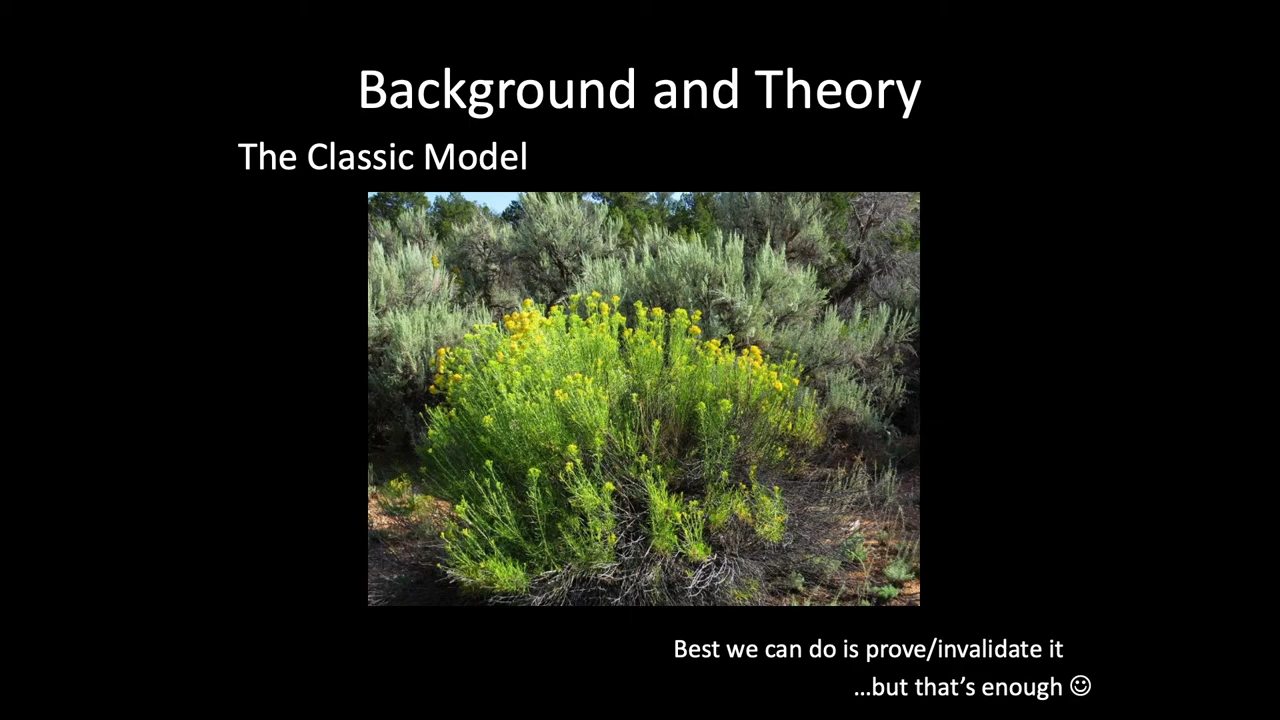 Background and Theory
The Classic Model
Best we can do is prove/invalidate it
...but that’s enough ☺